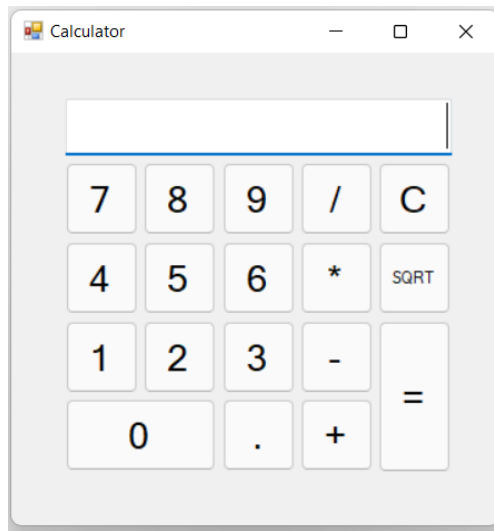 Calculator
7 8 9 / C
4 5 6 * SQRT
1 2 3 -
=
0 . +